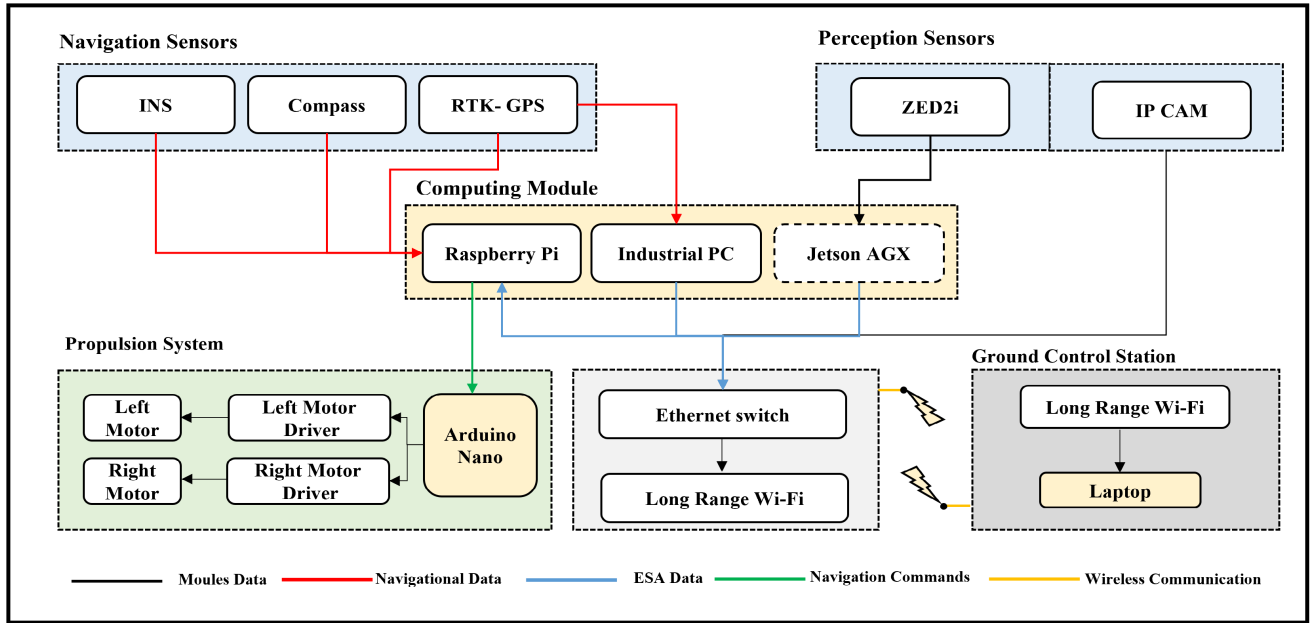 Navigation Sensors
Perception Sensors
INS
Compass
RTK- GPS
ZED2i
IP CAM
Computing Module
Raspberry Pi
Industrial PC
Jetson AGX
Propulsion System
Ground Control Station
Left
Motor
Left Motor
Driver
Right
Motor
Right Motor
Driver
Arduino
Nano
Ethernet switch
Long Range Wi-Fi
Long Range Wi-Fi
Laptop
Moules Data
Navigational Data
ESA Data
Navigation Commands
Wireless Communication